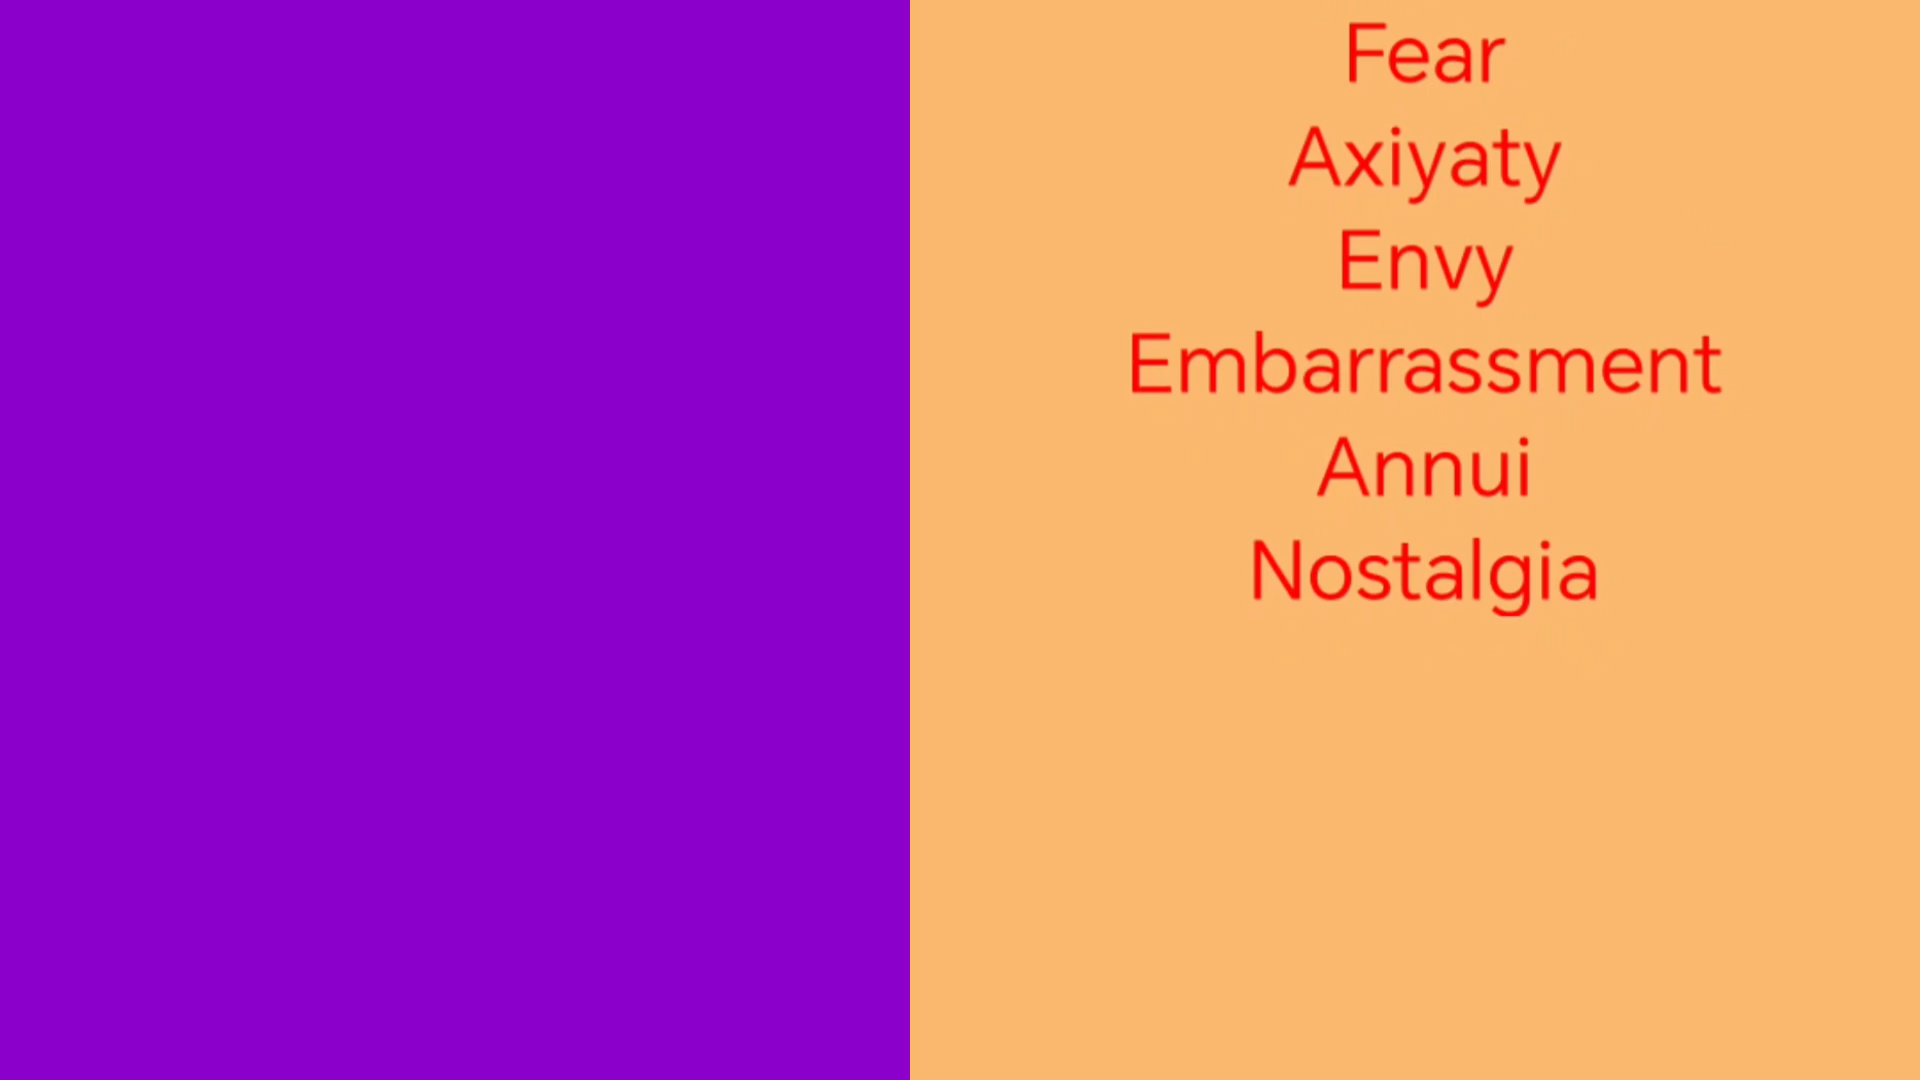 Fear
Axiyaty
Envy
Embarrassment
Annui
Nostalgia